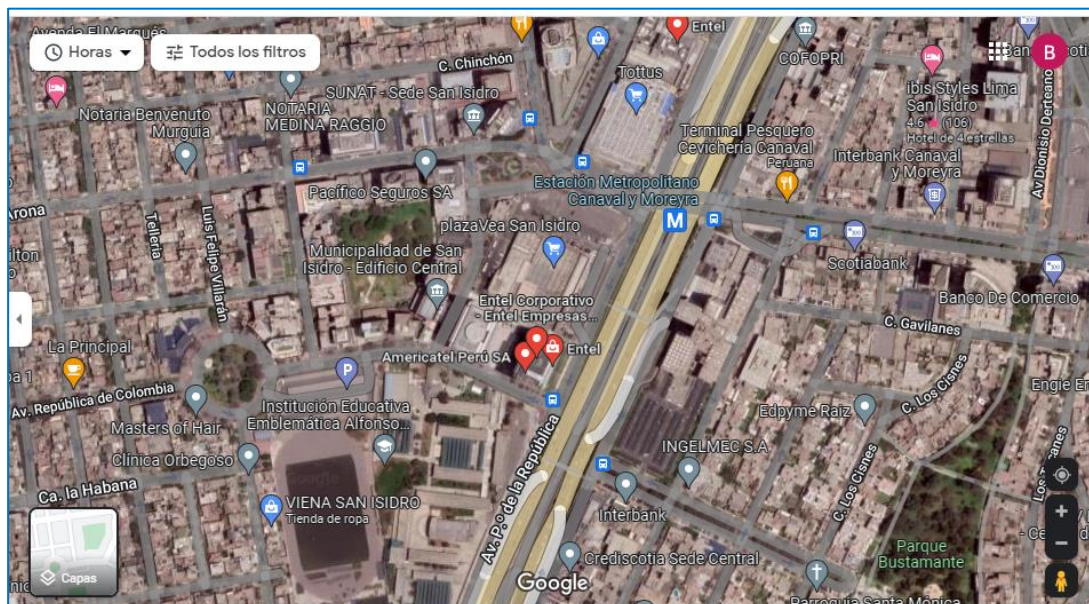 Avenida El Marqués
Entel
Horas
Todos los filtros
C. Chinchón
COFOPRI
B
Tottus
SUNAT - Sede San Isidro
ibis Styles Lima
San Isidro
4.6 (106)
Hotel de 4 estrellas
Notaria Benvenuto
Murguia
NOTARIA
MEDINA RAGGIO
Terminal Pesquero
Cevichería Canaval
Peruana
Interbank Canaval
y Moreyra
Av Dionisio Derteano
Pacífico Seguros SA
Estación Metropolitano
Canaval y Moreyra
M
Arona
Telleria
Luis Felipe Villarán
plazaVea San Isidro
Municipalidad de San
Isidro - Edificio Central
Scotiabank
Banco De Comercio
Entel Corporativo
- Entel Empresas...
C. Gavilanes
La Principal
Americatel Perú SA
Entel
P
Av. República de Colombia
Masters of Hair
Institución Educativa
Emblemática Alfonso...
Edpyme Raiz
C. Los Cisnes
Clínica Orbegoso
INGELMEC S.A
Av. P.º de la República
Ca. la Habana
VIENA SAN ISIDRO
Tienda de ropa
Interbank
C. Los Cisnes
Crediscotia Sede Central
Parque
Bustamante
Capas
Google
Parroquia Santa Mónica